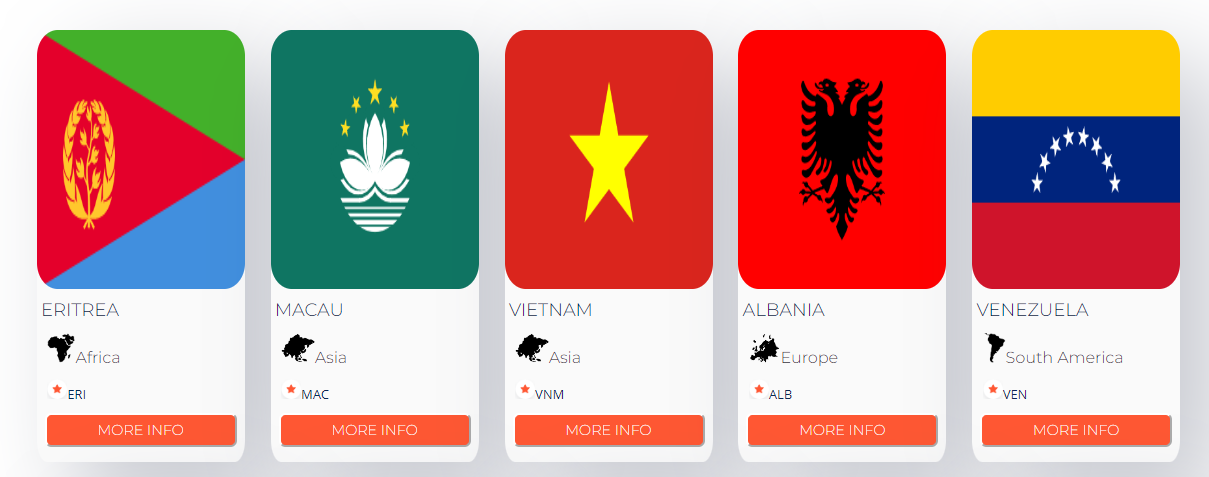 ERITREA
Africa
ERI
MORE INFO
MACAU
Asia
MAC
MORE INFO
VIETNAM
Asia
VNM
MORE INFO
ALBANIA
Europe
ALB
MORE INFO
VENEZUELA
South America
VEN
MORE INFO